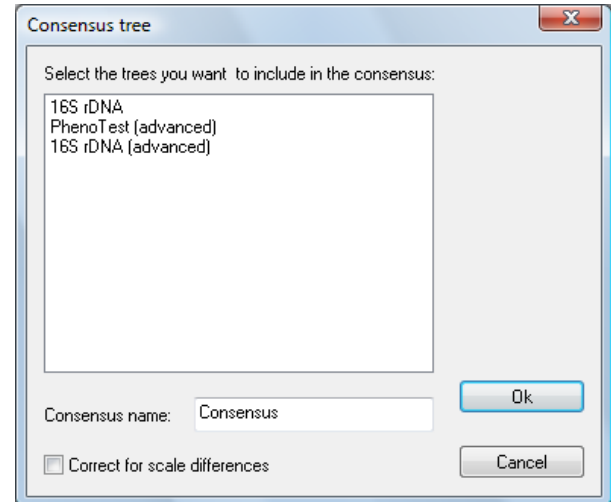 Consensus tree
Select the trees you want to include in the consensus:
16S rDNA
PhenoTest (advanced)
16S rDNA (advanced)
Consensus name: Consensus
Ok
Correct for scale differences
Cancel